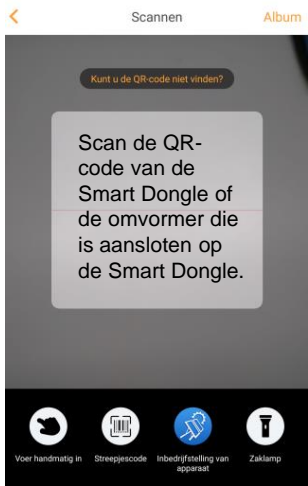 Scannen
Album
Kunt u de QR-code niet vinden?
Scan de QR-
code van de
Smart Dongle of
de omvormer die
is aansloten op
de Smart Dongle.
Voer handmatig in
Streepjescode
Inbedrijfstelling van
apparaat
Zaklamp